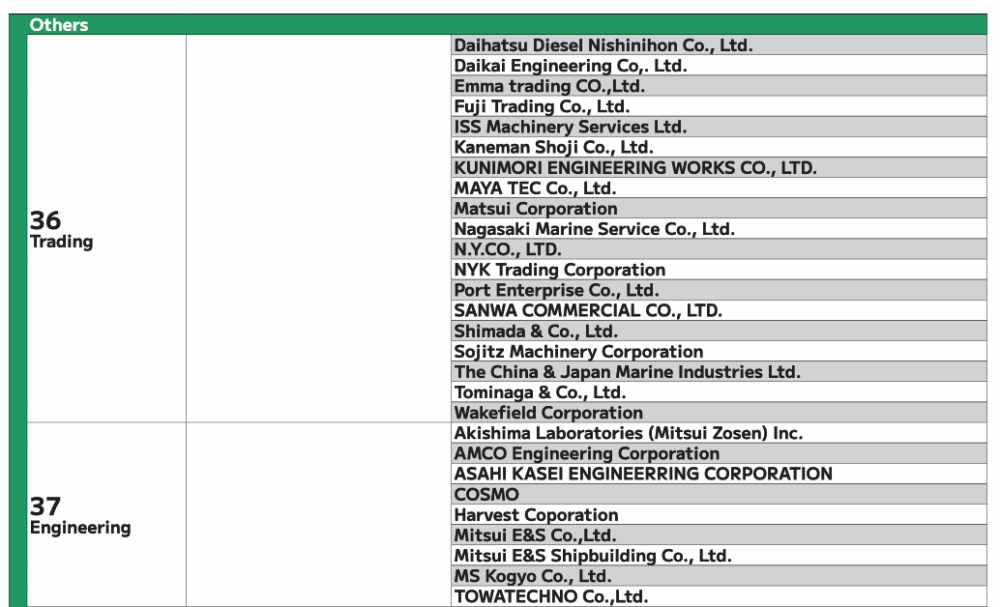 Others
36
Trading
Daihatsu Diesel Nishinihon Co., Ltd.
Daikai Engineering Co,. Ltd.
Emma trading CO.,Ltd.
Fuji Trading Co., Ltd.
ISS Machinery Services Ltd.
Kaneman Shoji Co., Ltd.
KUNIMORI ENGINEERING WORKS CO., LTD.
MAYA TEC Co., Ltd.
Matsui Corporation
Nagasaki Marine Service Co., Ltd.
N.Y.CO., LTD.
NYK Trading Corporation
Port Enterprise Co., Ltd.
SANWA COMMERCIAL CO., LTD.
Shimada & Co., Ltd.
Sojitz Machinery Corporation
The China & Japan Marine Industries Ltd.
Tominaga & Co., Ltd.
Wakefield Corporation
37
Engineering
Akishima Laboratories (Mitsui Zosen) Inc.
AMCO Engineering Corporation
ASAHI KASEI ENGINEERRING CORPORATION
COSMO
Harvest Coporation
Mitsui E&S Co.,Ltd.
Mitsui E&S Shipbuilding Co., Ltd.
MS Kogyo Co., Ltd.
TOWATECHNO Co.,Ltd.